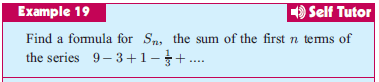 Example 19
Self Tutor
Find a formula for Sₙ, the sum of the first n terms of
the series 9 − 3 + 1 − 1/3 + ....